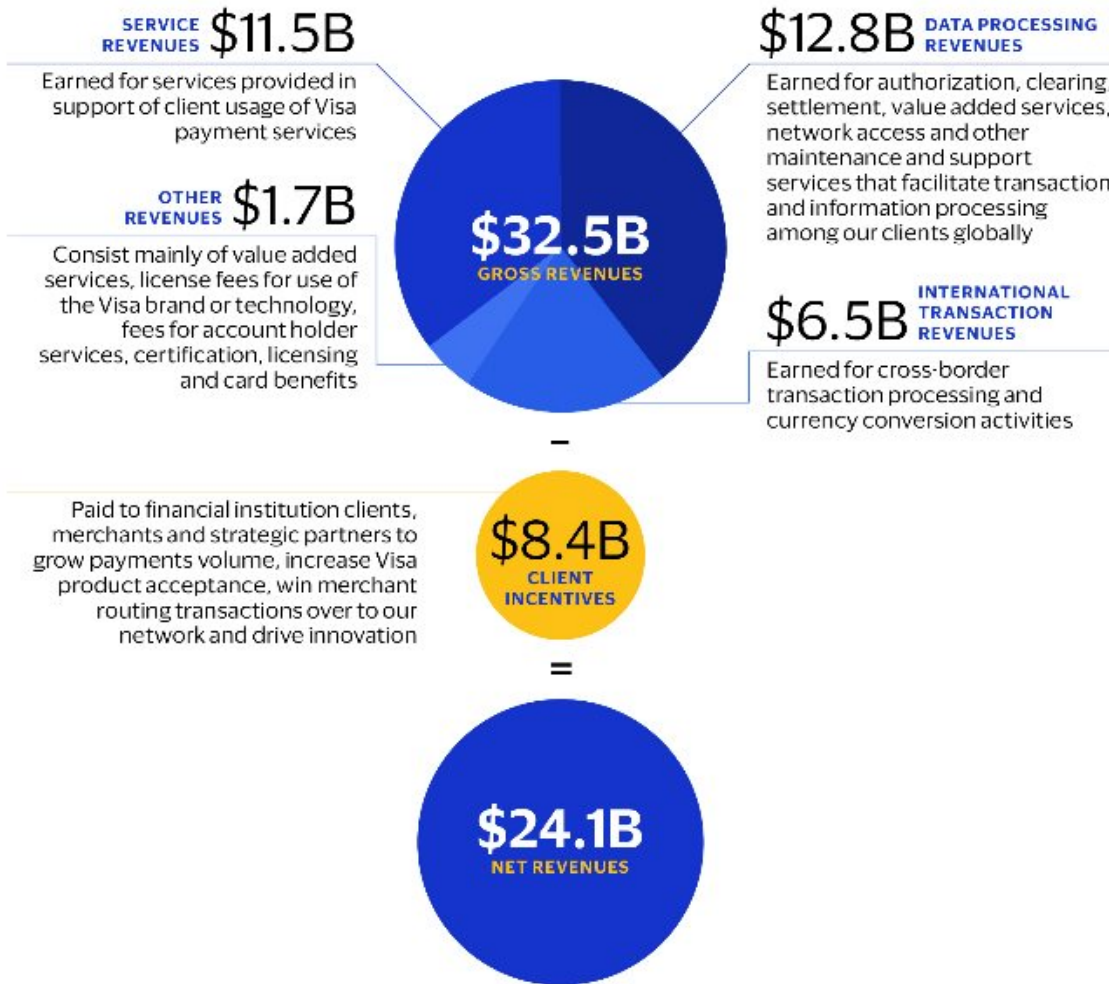 SERVICE
REVENUES $11.5B
Earned for services provided in
support of client usage of Visa
payment services
OTHER
REVENUES $1.7B
Consist mainly of value added
services, license fees for use of
the Visa brand or technology,
fees for account holder
services, certification, licensing
and card benefits
$32.5B
GROSS REVENUES
$12.8B DATA PROCESSING
REVENUES
Earned for authorization, clearing,
settlement, value added services,
network access and other
maintenance and support
services that facilitate transaction
and information processing
among our clients globally
$6.5B INTERNATIONAL
TRANSACTION
REVENUES
Earned for cross-border
transaction processing and
currency conversion activities
–
Paid to financial institution clients,
merchants and strategic partners to
grow payments volume, increase Visa
product acceptance, win merchant
routing transactions over to our
network and drive innovation
$8.4B
CLIENT
INCENTIVES
=
$24.1B
NET REVENUES